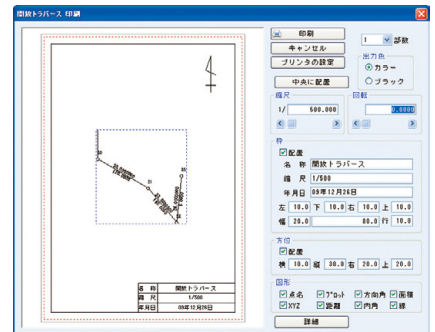 開放トラバース 印刷
印刷
キャンセル
プリンタの設定
中央に配置
1 部数
出力色
カラー
ブラック
縮尺
1/ 500.000
回転
0.0000
枠
配置
名 称 開放トラバース
縮 尺 1/500
年月日 09年12月26日
左 10.0 下 10.0 右 10.0 上 10.0
幅 20.0 80.0 行 10.0
方位
配置
横 10.0 縦 30.0 右 20.0 上 20.0
図形
点名 プロット 方向角 面積
XYZ 距離 内角 線
詳細
名 称 開放トラバース
縮 尺 1/500
年月日 09年12月26日